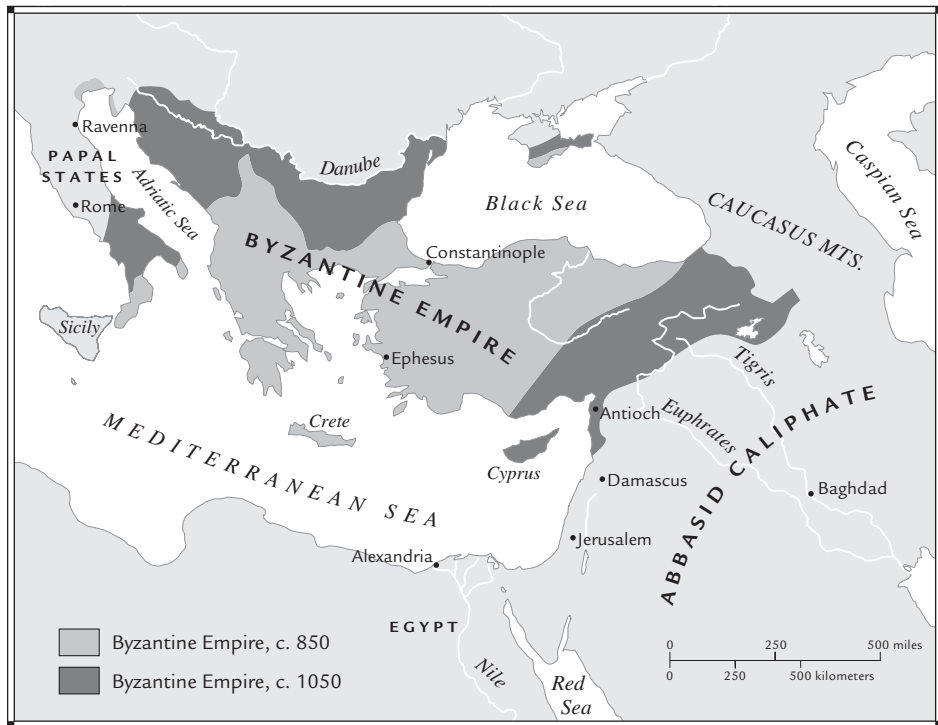 Ravenna
PAPAL
STATES
Rome
Adriatic Sea
Danube
Black Sea
CAUCASUS MTS.
Caspian Sea
Constantinople
BYZANTINE EMPIRE
Sicily
Ephesus
Crete
Cyprus
Antioch
Tigris
Euphrates
ABBASID CALIPHATE
MEDITERRANEAN SEA
Damascus
Baghdad
Jerusalem
Alexandria
EGYPT
Nile
Red
Sea
Byzantine Empire, c. 850
Byzantine Empire, c. 1050
0 250 500 miles
0 250 500 kilometers